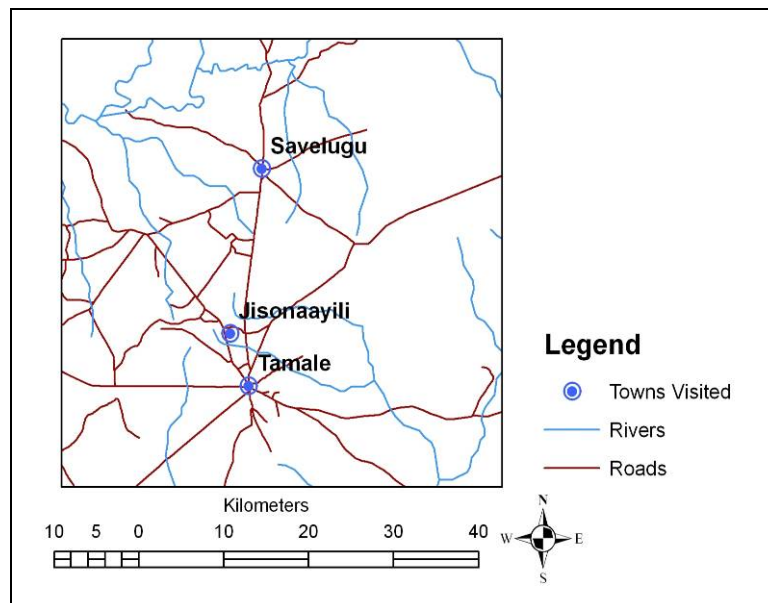 Savelugu
Jisonaayili
Tamale
Legend
Towns Visited
Rivers
Roads
Kilometers
10 5 0 10 20 30 40
N
W E
S